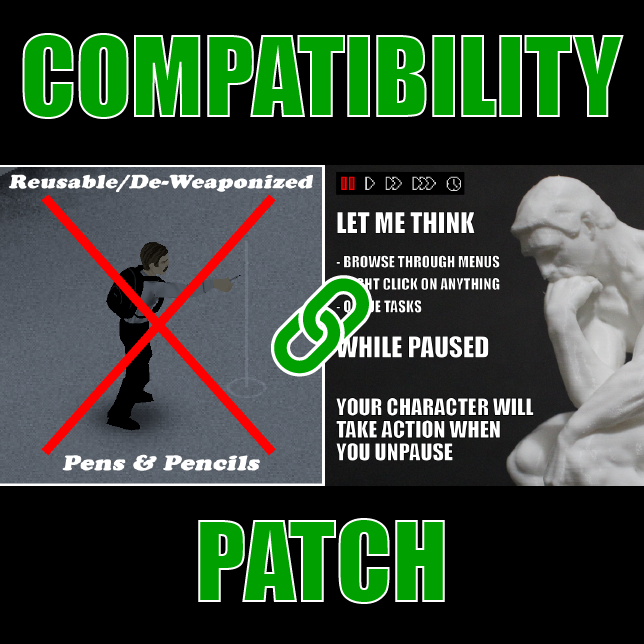 COMPATIBILITY
Reusable/De-Weaponized
Pens & Pencils
LET ME THINK
- BROWSE THROUGH MENUS
CLICK ON ANYTHING
TASKS
WHILE PAUSED
YOUR CHARACTER WILL
TAKE ACTION WHEN
YOU UNPAUSE
PATCH